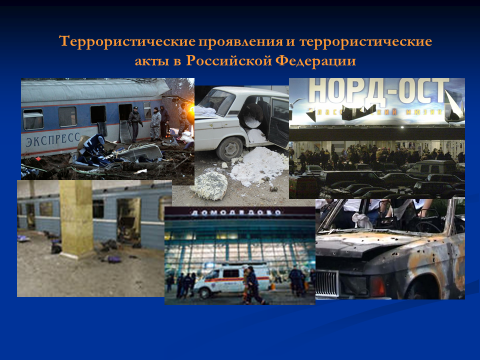 Террористические проявления и террористические
акты в Российской Федерации
ЭКСПРЕСС
НОРД-ОСТ
ДОМОДЕДОВО